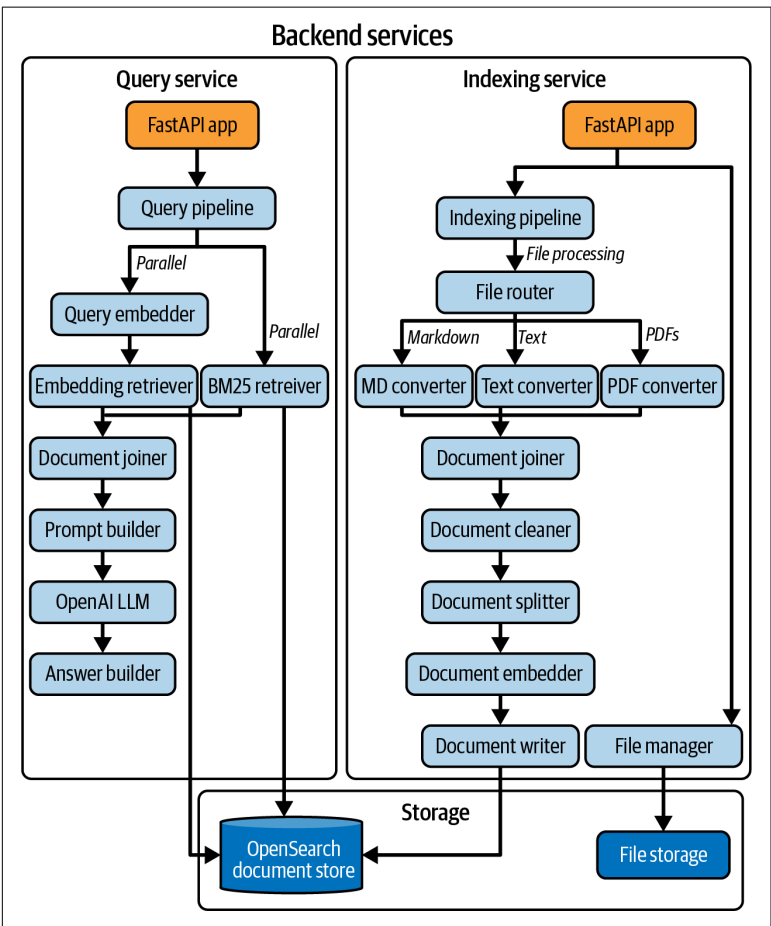 Backend services
Query service
FastAPI app
Query pipeline
Parallel
Query embedder
Parallel
Embedding retriever
BM25 retreiver
Document joiner
Prompt builder
OpenAI LLM
Answer builder
Indexing service
FastAPI app
Indexing pipeline
File processing
File router
Markdown
Text
PDFs
MD converter
Text converter
PDF converter
Document joiner
Document cleaner
Document splitter
Document embedder
Document writer
File manager
Storage
OpenSearch
document store
File storage